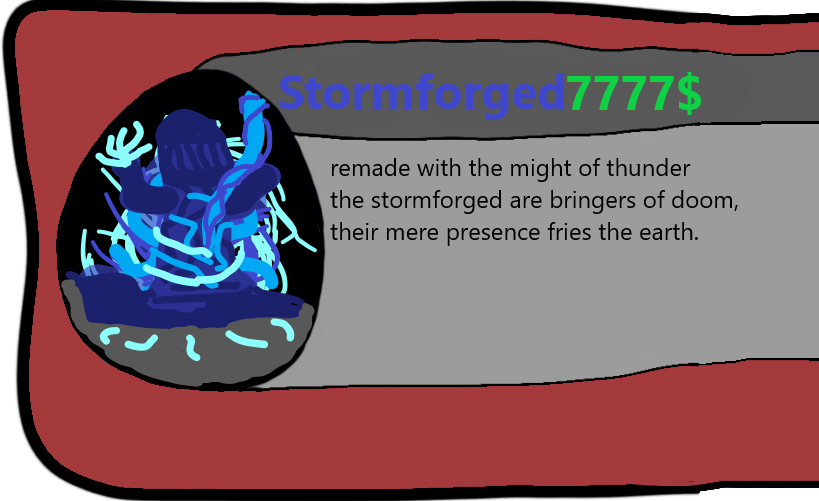 Stormforged7777$
remade with the might of thunder
the stormforged are bringers of doom,
their mere presence fries the earth.